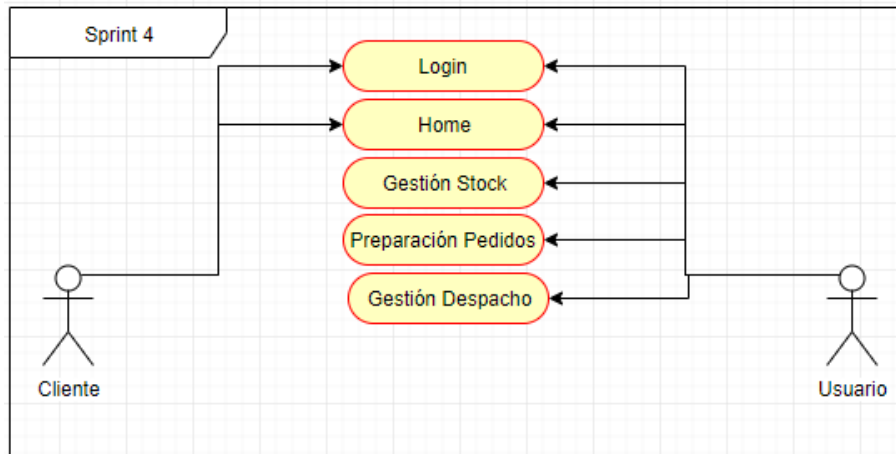 Sprint 4
Login
Home
Gestión Stock
Preparación Pedidos
Gestión Despacho
Cliente
Usuario